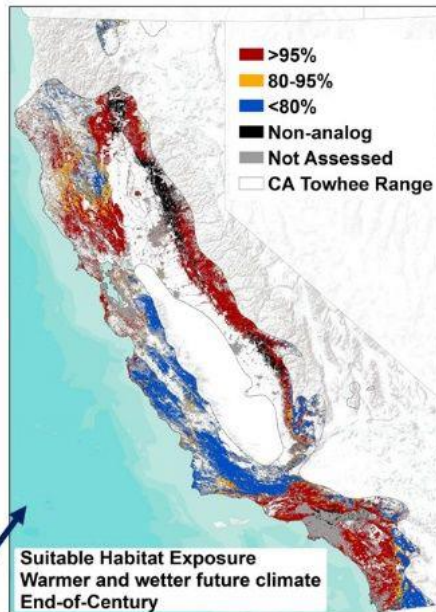 >95%
80-95%
<80%
Non-analog
Not Assessed
CA Towhee Range
Suitable Habitat Exposure
Warmer and wetter future climate
End-of-Century